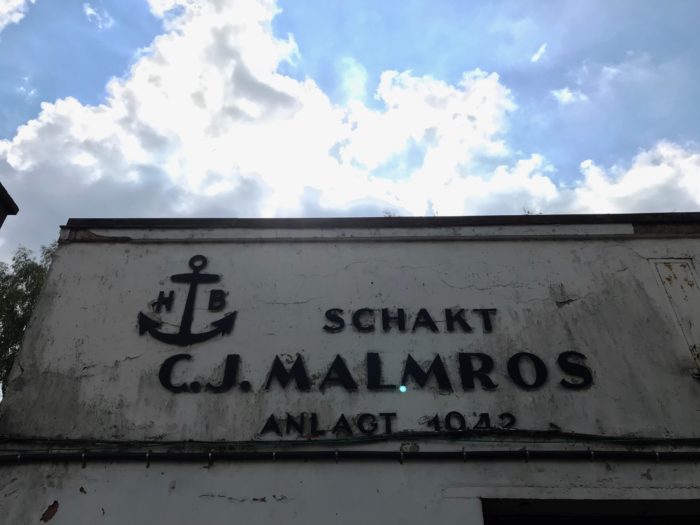 H B
SCHAKT
C.J. MALMROS
ANLAGT 1942